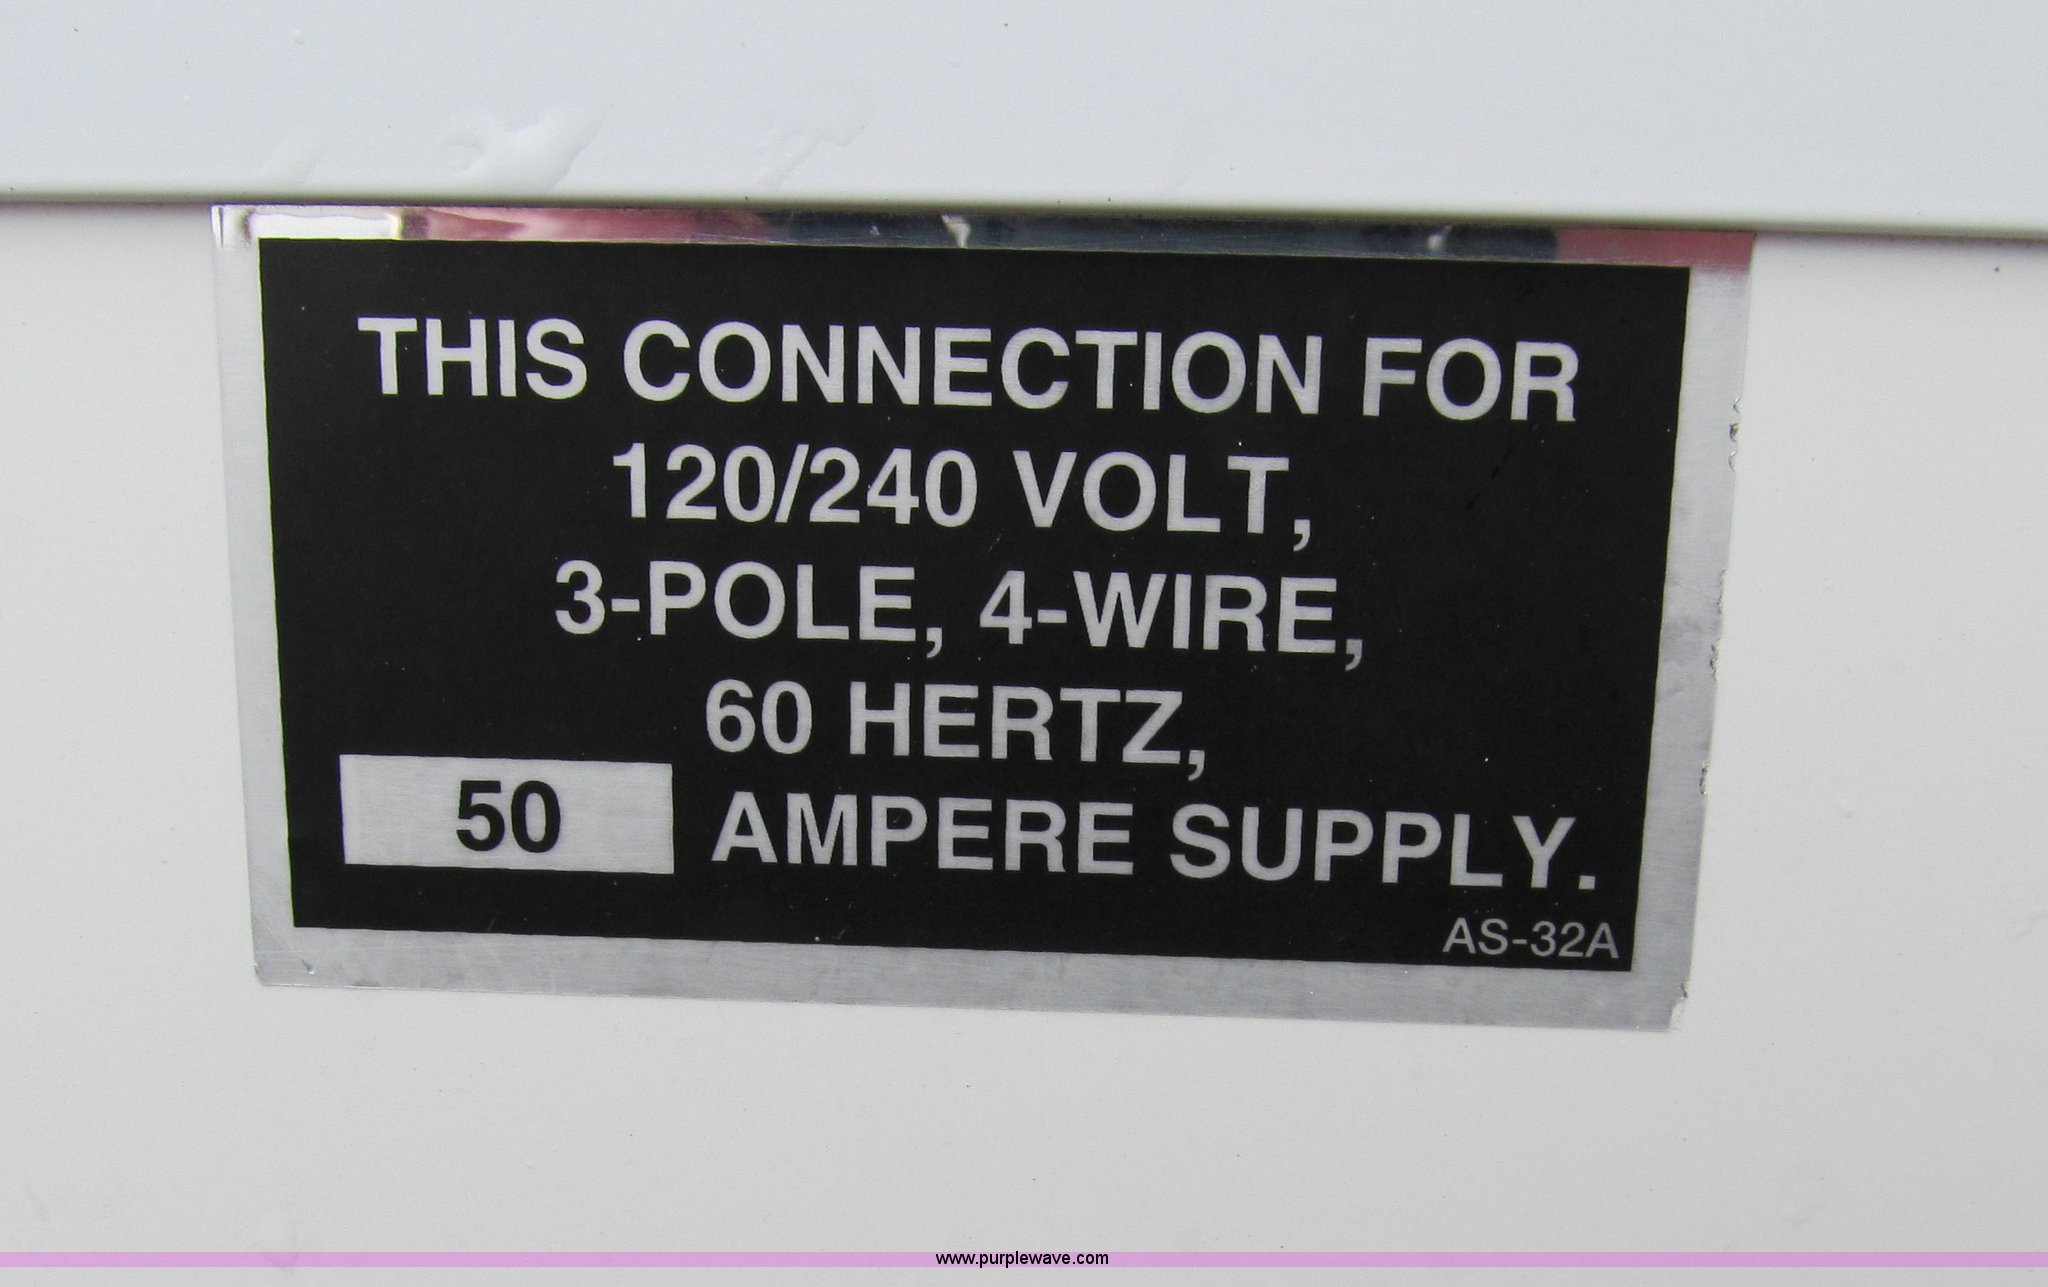 THIS CONNECTION FOR
120/240 VOLT,
3-POLE, 4-WIRE,
60 HERTZ,
50 AMPERE SUPPLY.
AS-32A
www.purplewave.com